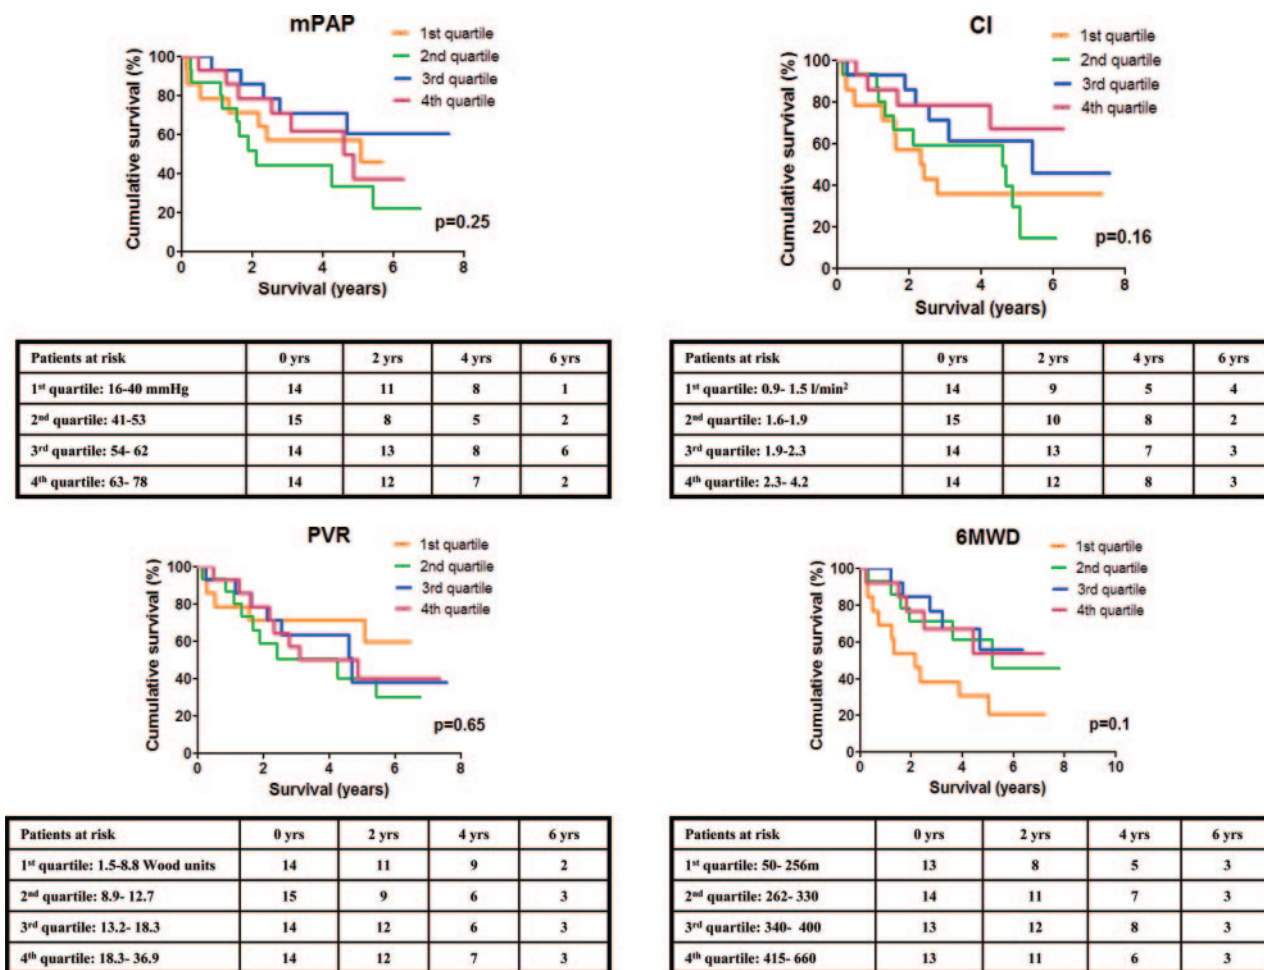 mPAP
1st quartile
2nd quartile
3rd quartile
4th quartile
Cumulative survival (%)
100
80
60
40
20
0
p=0.25
0 2 4 6 8
Survival (years)
Patients at risk 0 yrs 2 yrs 4 yrs 6 yrs
1st quartile: 16-40 mmHg 14 11 8 1
2nd quartile: 41-53 15 8 5 2
3rd quartile: 54- 62 14 13 8 6
4th quartile: 63- 78 14 12 7 2
CI
1st quartile
2nd quartile
3rd quartile
4th quartile
Cumulative survival (%)
100
80
60
40
20
0
p=0.16
0 2 4 6 8
Survival (years)
Patients at risk 0 yrs 2 yrs 4 yrs 6 yrs
1st quartile: 0.9- 1.5 l/min2 14 9 5 4
2nd quartile: 1.6-1.9 15 10 8 2
3rd quartile: 1.9-2.3 14 13 7 3
4th quartile: 2.3- 4.2 14 12 8 3
PVR
1st quartile
2nd quartile
3rd quartile
4th quartile
Cumulative survival (%)
100
80
60
40
20
0
p=0.65
0 2 4 6 8
Survival (years)
Patients at risk 0 yrs 2 yrs 4 yrs 6 yrs
1st quartile: 1.5-8.8 Wood units 14 11 9 2
2nd quartile: 8.9- 12.7 15 9 6 3
3rd quartile: 13.2- 18.3 14 12 6 3
4th quartile: 18.3- 36.9 14 12 7 3
6MWD
1st quartile
2nd quartile
3rd quartile
4th quartile
Cumulative survival (%)
100
80
60
40
20
0
p=0.1
0 2 4 6 8 10
Survival (years)
Patients at risk 0 yrs 2 yrs 4 yrs 6 yrs
1st quartile: 50- 256m 13 8 5 3
2nd quartile: 262- 330 14 11 7 3
3rd quartile: 340- 400 13 12 8 3
4th quartile: 415- 660 13 11 6 3